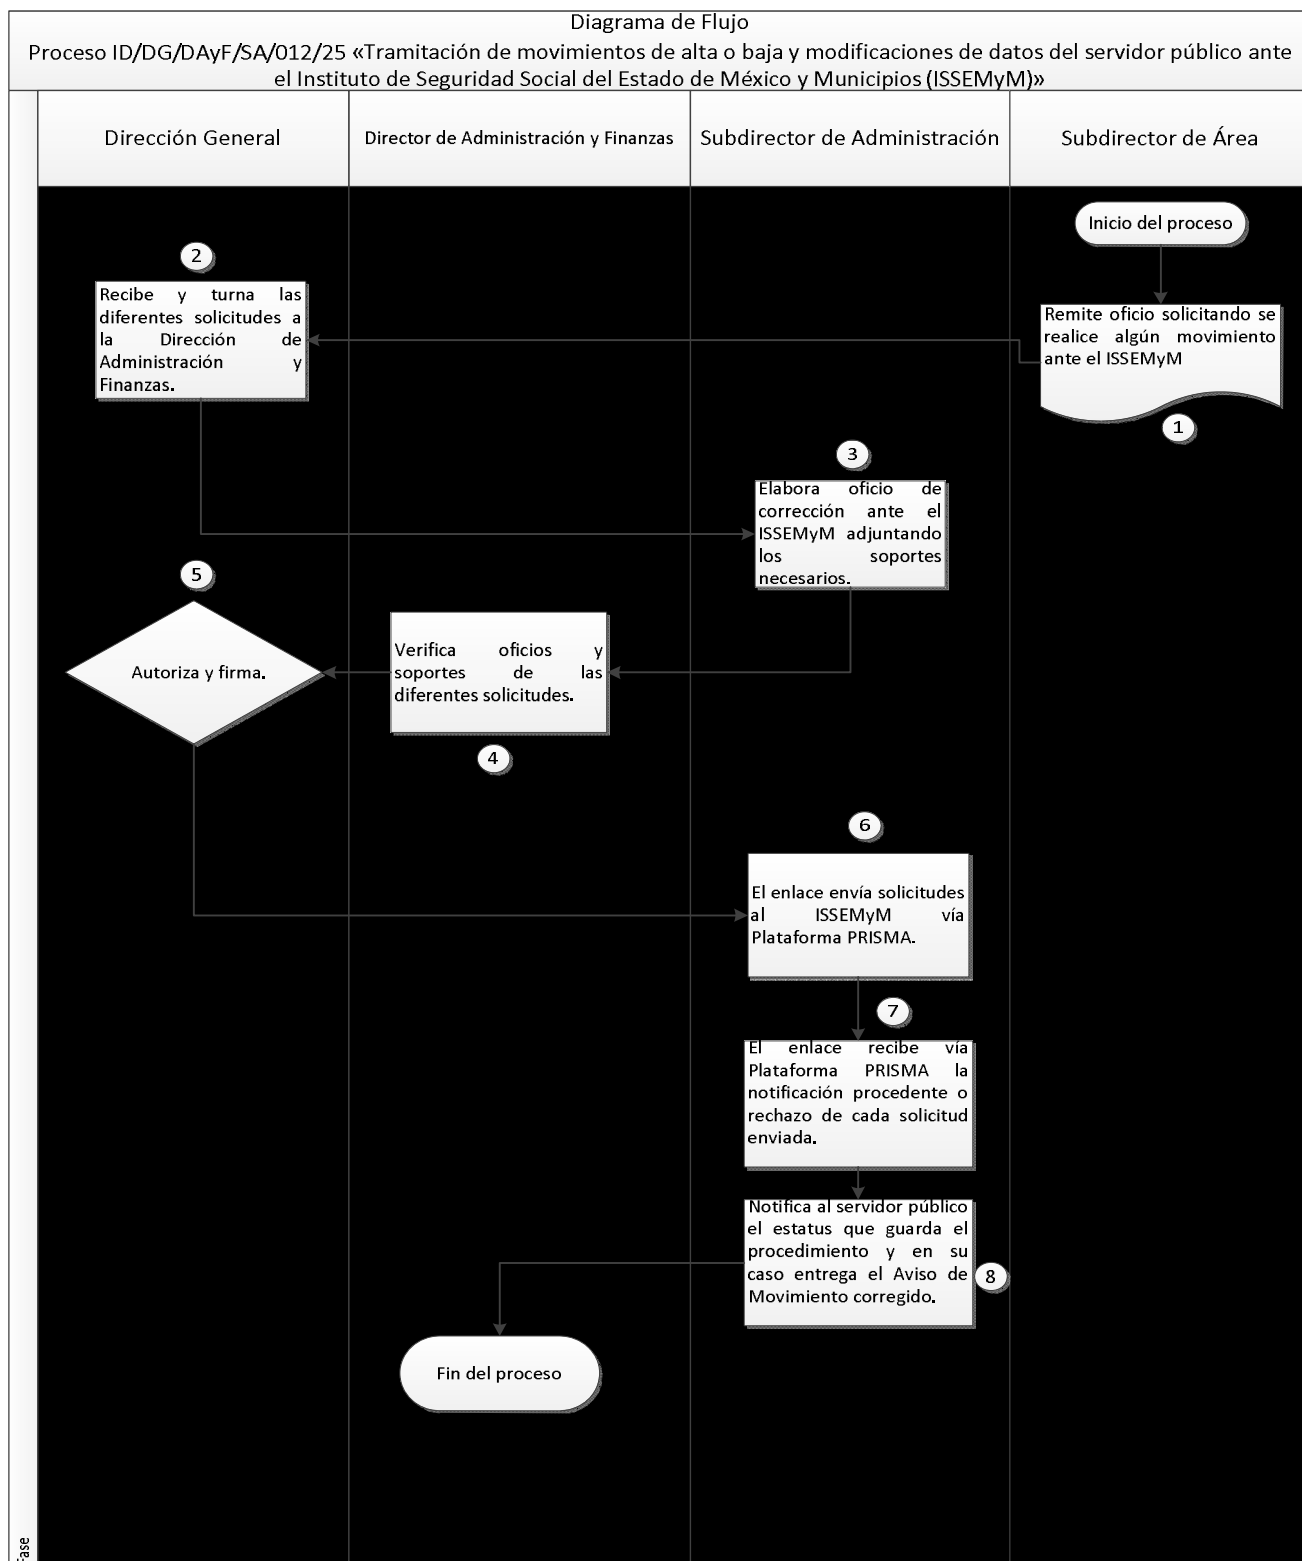 Diagrama de Flujo
Proceso ID/DG/DAyF/SA/012/25 «Tramitación de movimientos de alta o baja y modificaciones de datos del servidor público ante
el Instituto de Seguridad Social del Estado de México y Municipios (ISSEMyM)»
Dirección General
Director de Administración y Finanzas
Subdirector de Administración
Subdirector de Área
Inicio del proceso
Remite oficio solicitando se
realice algún movimiento
ante el ISSEMyM
1
2
Recibe y turna las
diferentes solicitudes a
la Dirección de
Administración y
Finanzas.
3
Elabora oficio de
corrección ante el
ISSEMyM adjuntando
los soportes
necesarios.
Verifica oficios y
soportes de las
diferentes solicitudes.
4
5
Autoriza y firma.
6
El enlace envía solicitudes
al ISSEMyM vía
Plataforma PRISMA.
7
El enlace recibe vía
Plataforma PRISMA la
notificación procedente o
rechazo de cada solicitud
enviada.
Notifica al servidor público
el estatus que guarda el
procedimiento y en su
caso entrega el Aviso de
Movimiento corregido.
8
Fin del proceso
Fase